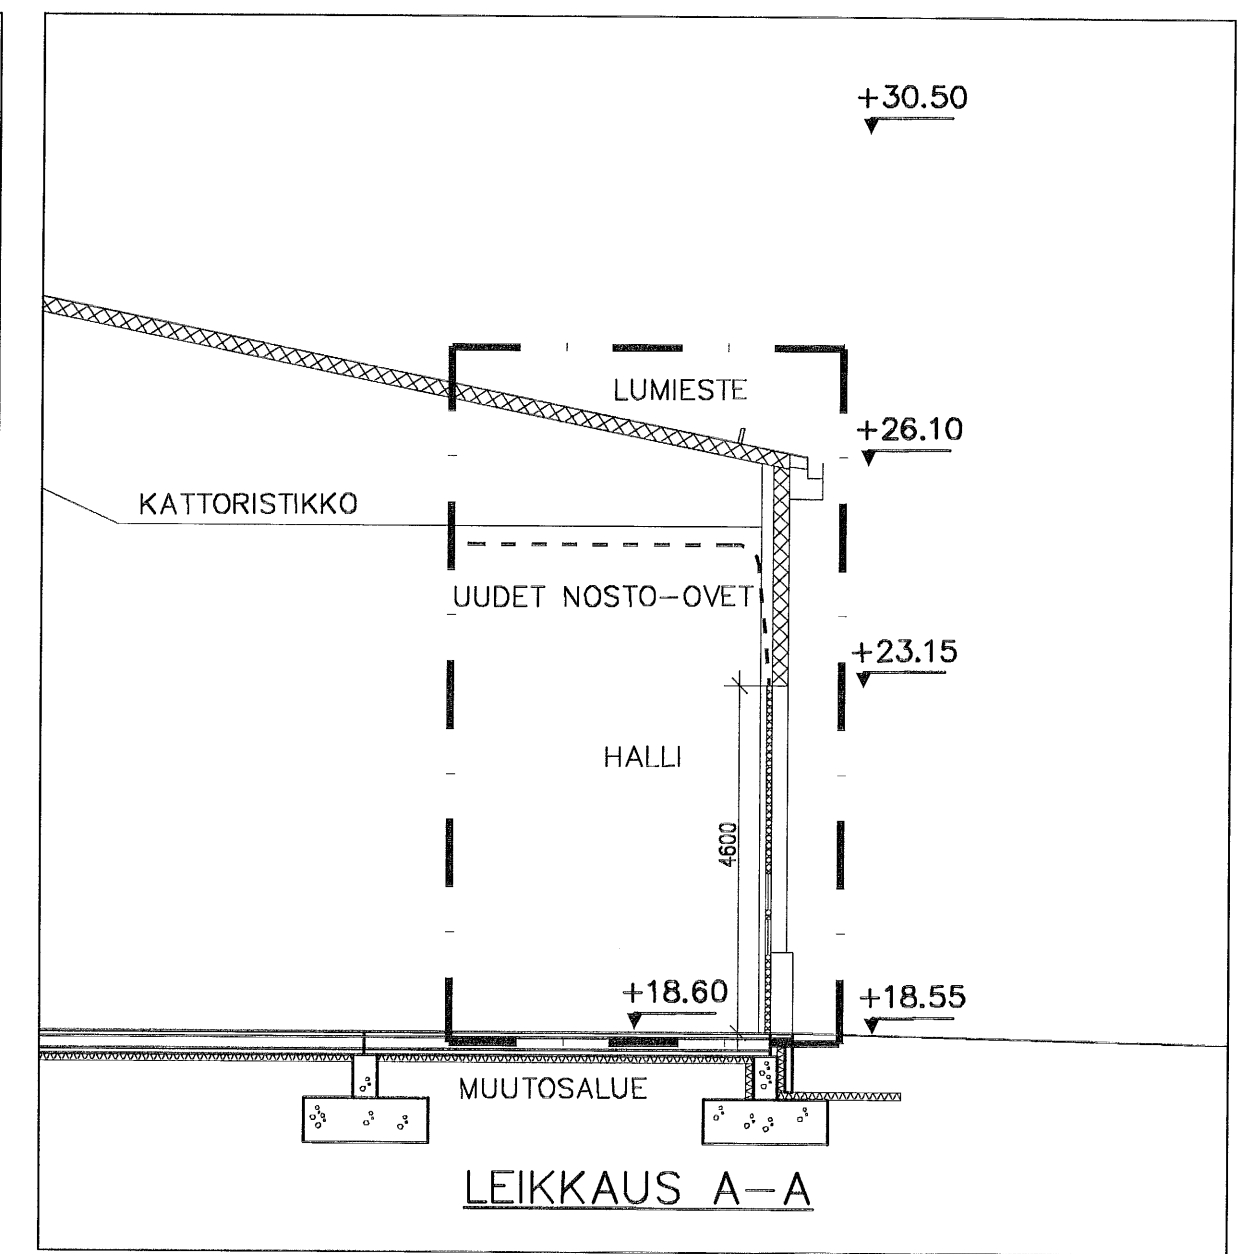 +30.50
LUMIESTE
+26.10
KATTORISTIKKO
UUDET NOSTO-OVET
+23.15
HALLI
4600
+18.60
+18.55
MUUTOSALUE
LEIKKAUS A-A